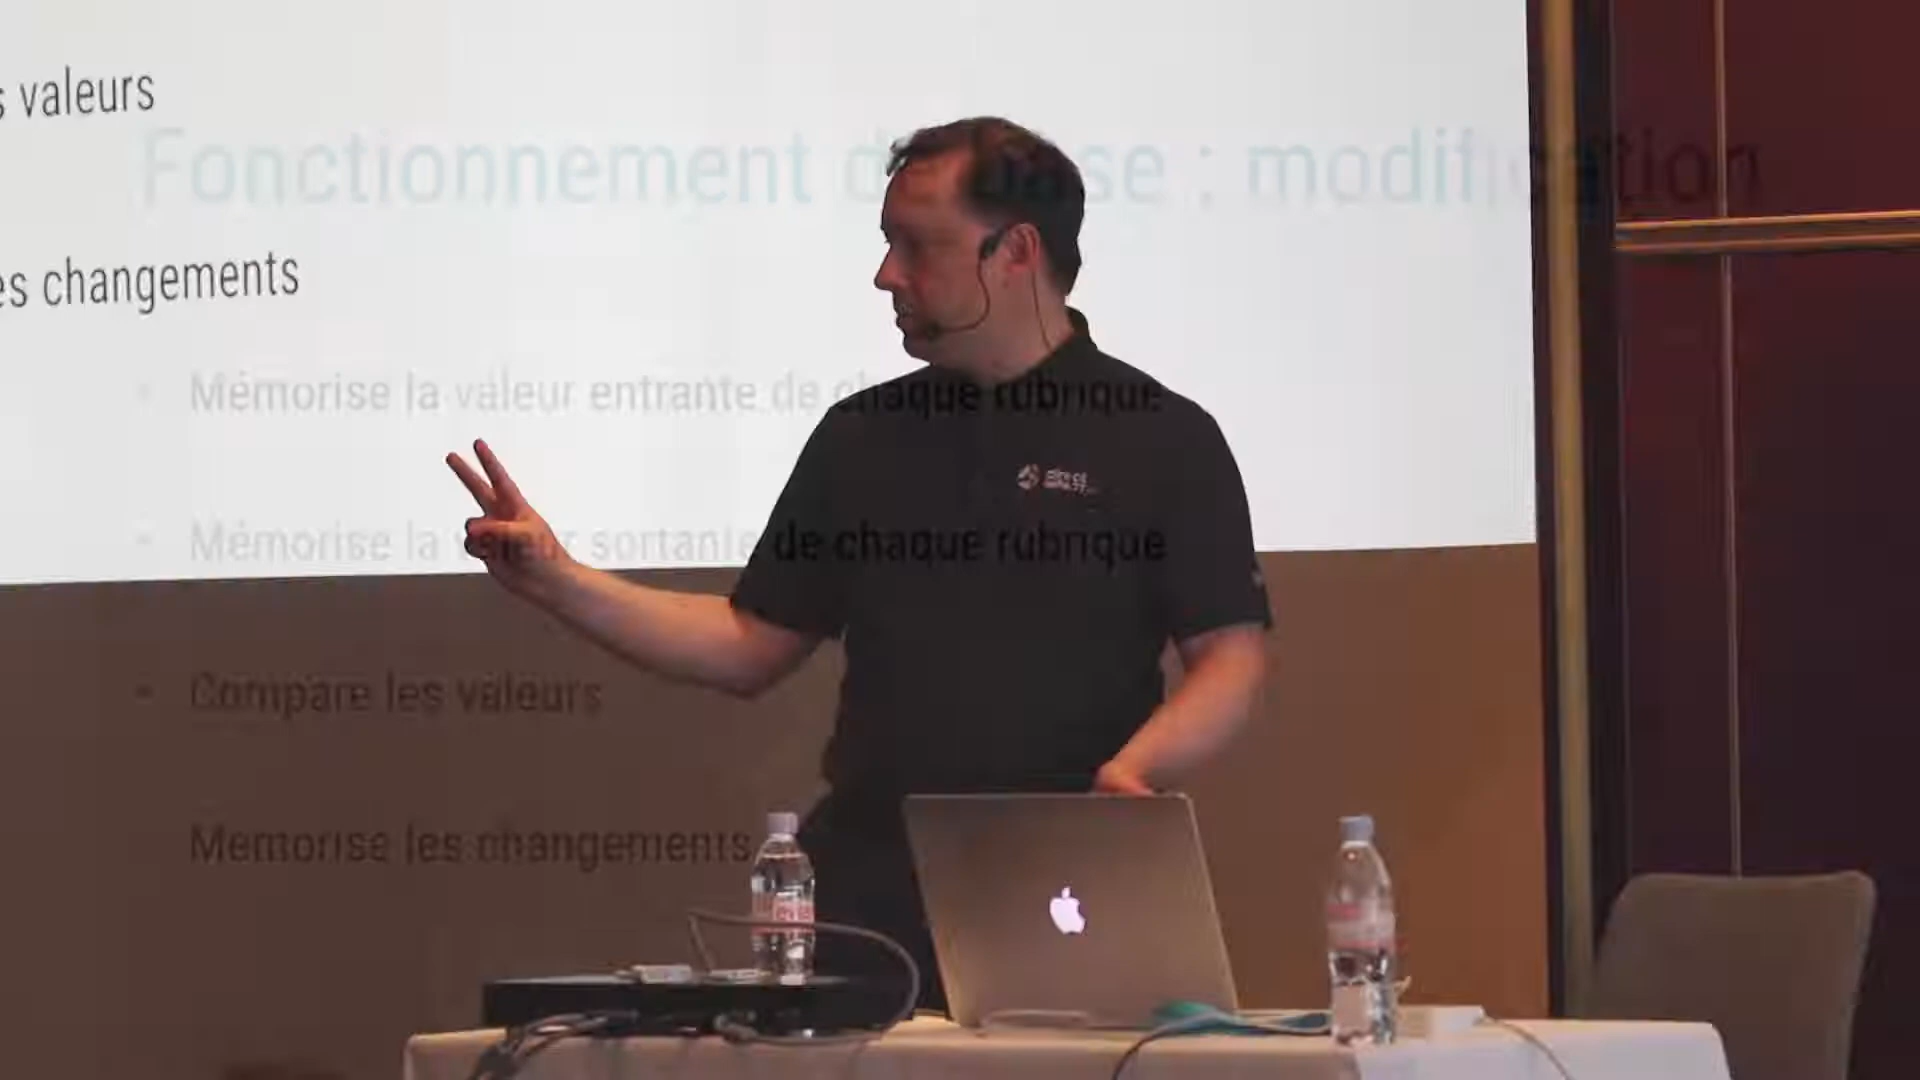 s valeurs
Fonctionnement de base : modification
es changements
• Mémorise la valeur entrante de chaque rubrique
• Mémorise la valeur sortante de chaque rubrique
• Compare les valeurs
Mémorise les changements